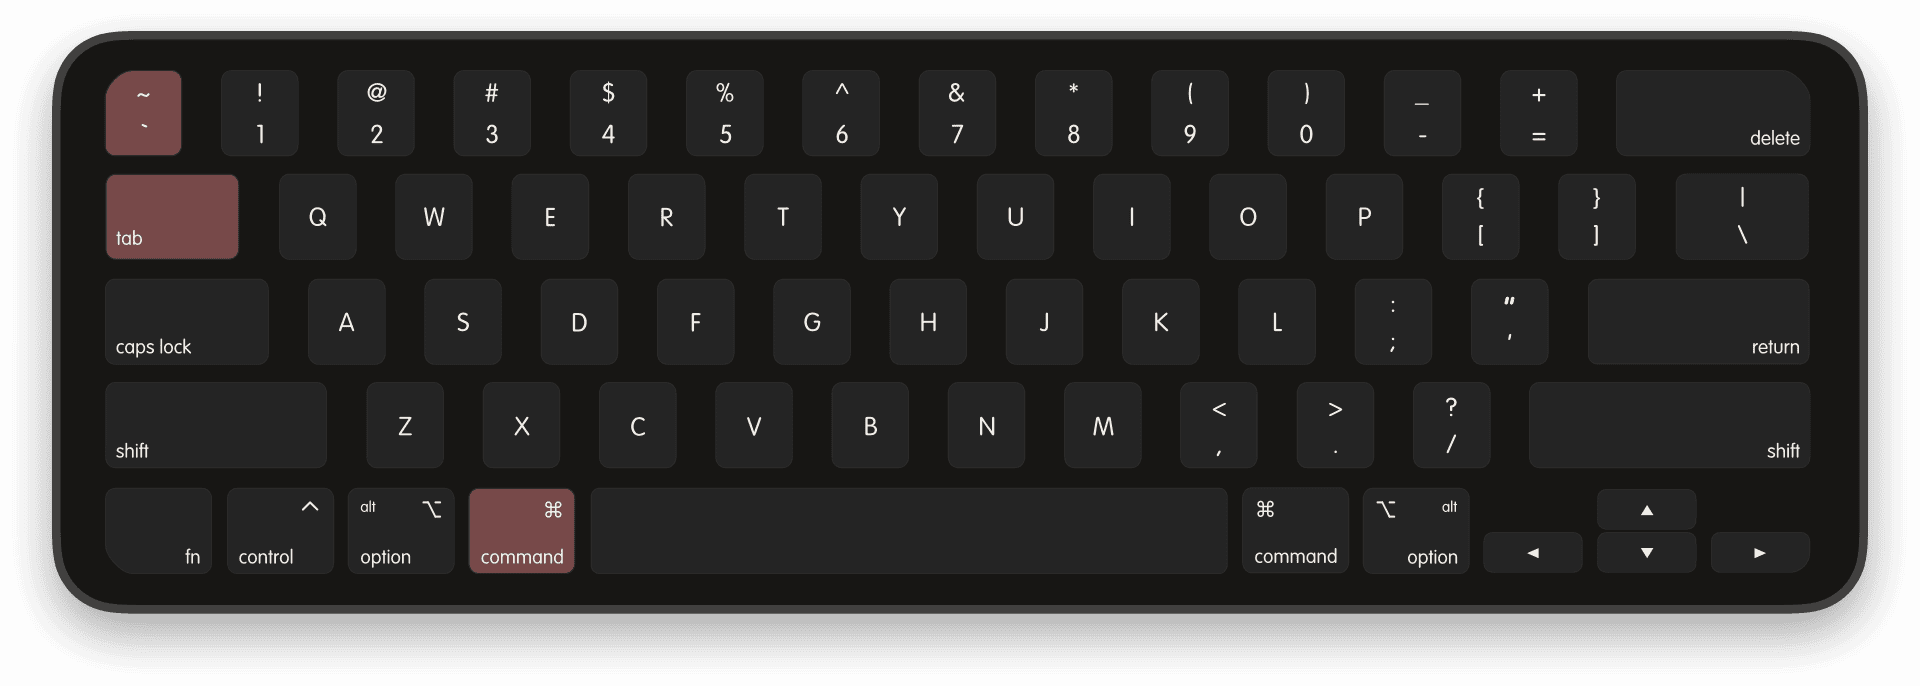 ~ ! @ # $ % ^ & * ( ) _ +
` 1 2 3 4 5 6 7 8 9 0 - = delete
tab Q W E R T Y U I O P { [ } ] | \
caps lock A S D F G H J K L : ; " ' return
shift Z X C V B N M < , > . ? / shift
^ alt ⌥ ⌘ ⌘ ⌥ alt ▲
fn control option command command option ◀ ▼ ▶